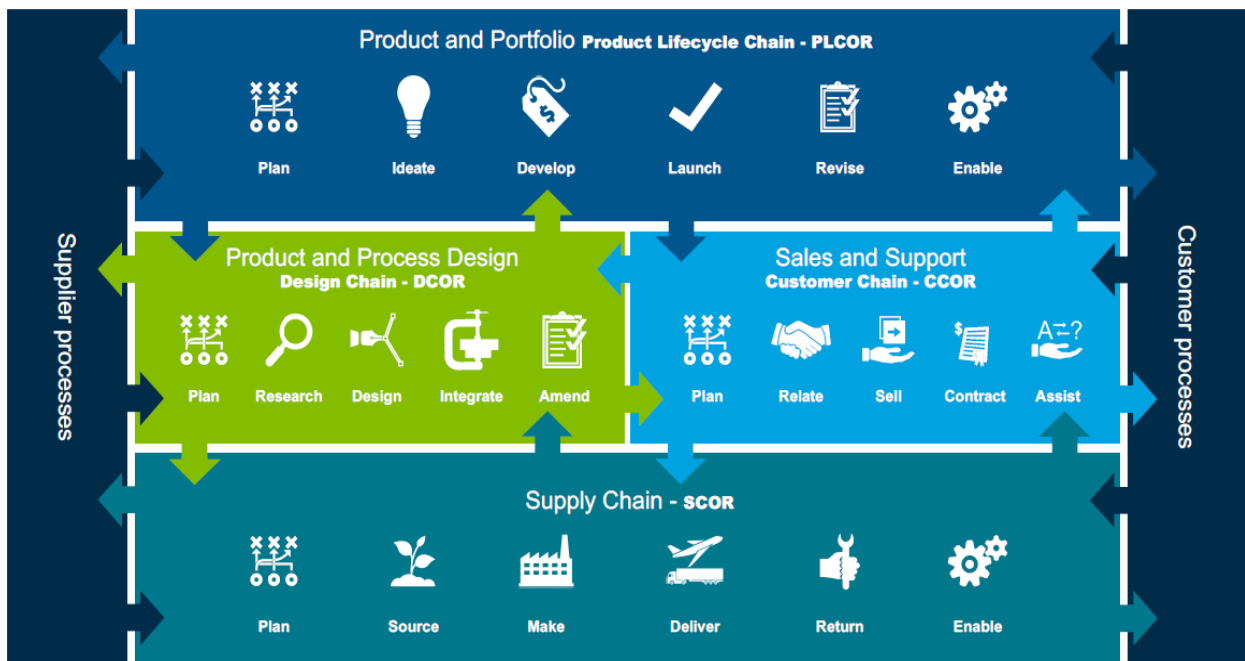 Product and Portfolio Product Lifecycle Chain - PLCOR
$
Plan Ideate Develop Launch Revise Enable
Supplier processes
Product and Process Design
Design Chain - DCOR
Plan Research Design Integrate Amend
Sales and Support
Customer Chain - CCOR
$
A⇄?
Plan Relate Sell Contract Assist
Customer processes
Supply Chain - SCOR
Plan Source Make Deliver Return Enable